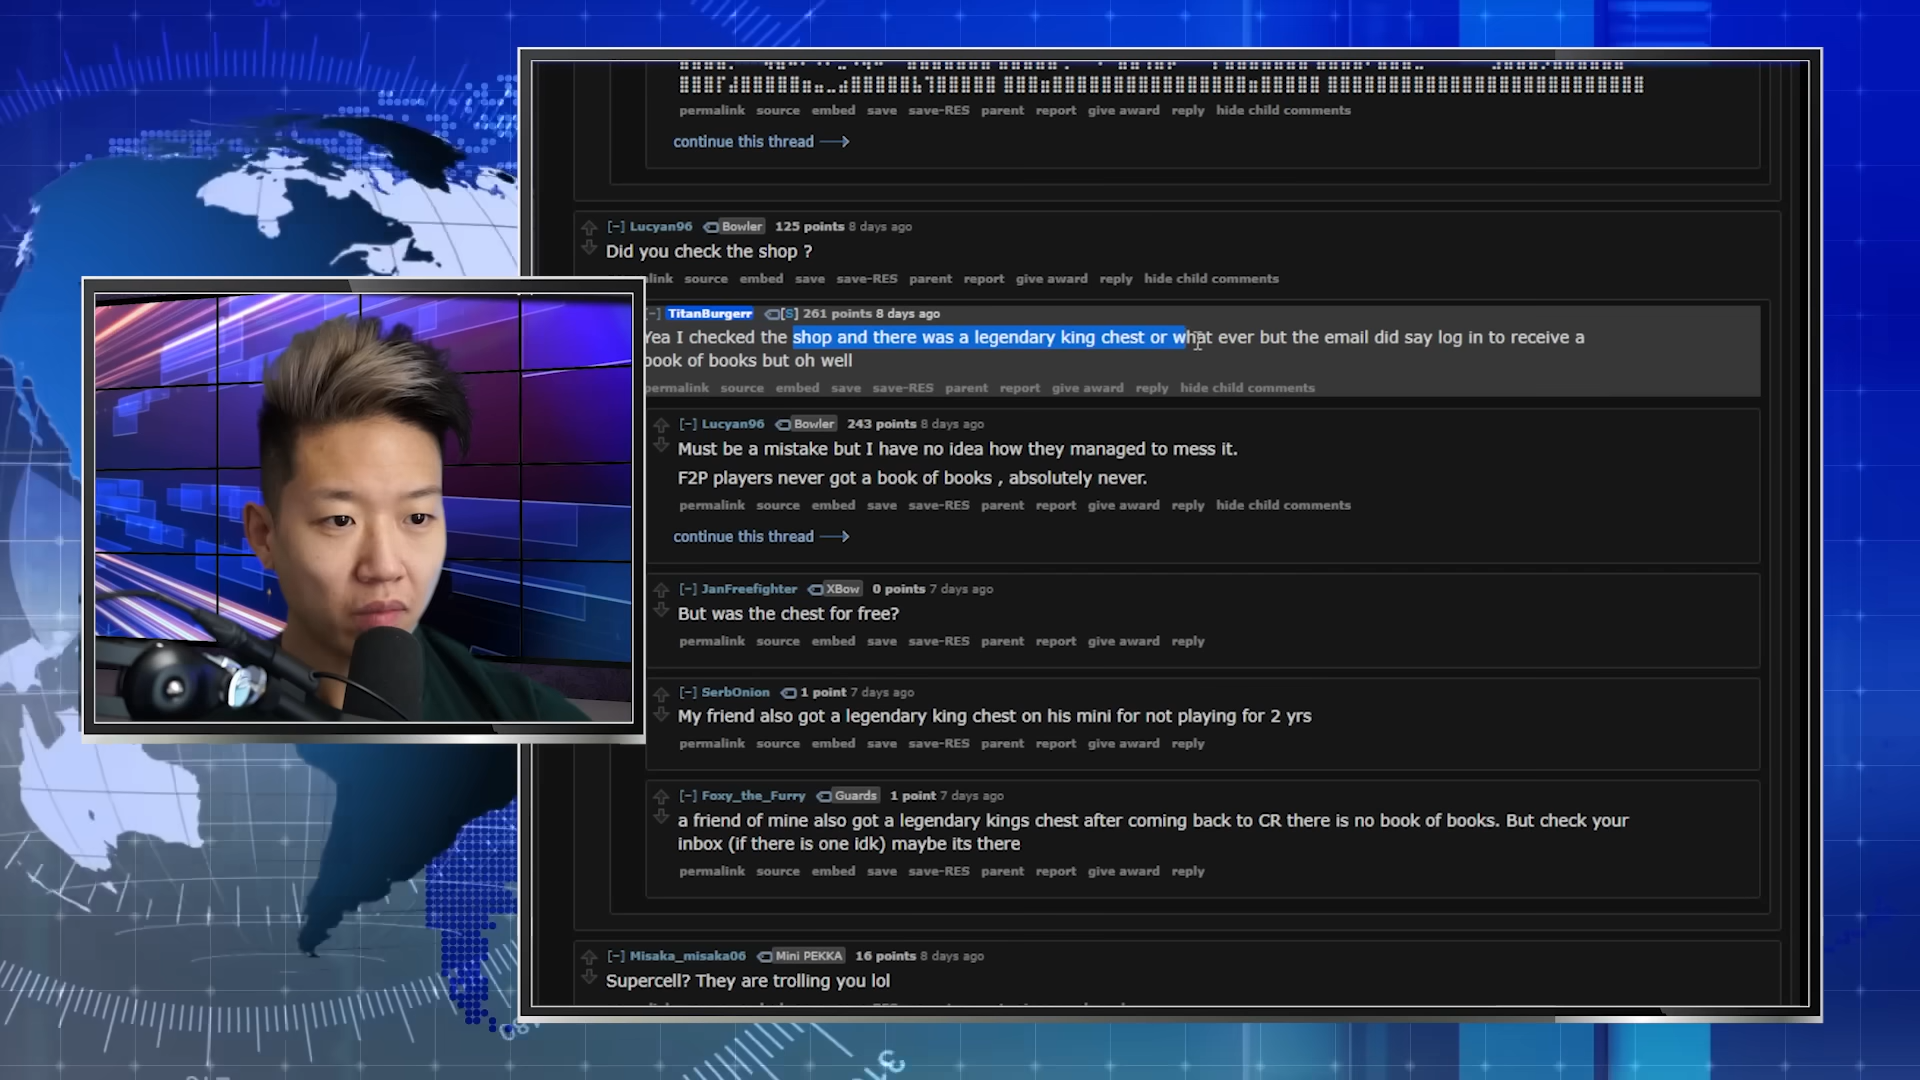 permalink source embed save save-RES parent report give award reply hide child comments
continue this thread
[-] Lucyan96 Bowler 125 points 8 days ago
Did you check the shop ?
link source embed save save-RES parent report give award reply hide child comments
[-] TitanBurgerr [S] 261 points 8 days ago
Yea I checked the shop and there was a legendary king chest or what ever but the email did say log in to receive a
book of books but oh well
permalink source embed save save-RES parent report give award reply hide child comments
[-] Lucyan96 Bowler 243 points 8 days ago
Must be a mistake but I have no idea how they managed to mess it.
F2P players never got a book of books , absolutely never.
permalink source embed save save-RES parent report give award reply hide child comments
continue this thread
[-] JanFreefighter XBow 0 points 7 days ago
But was the chest for free?
permalink source embed save save-RES parent report give award reply
[-] SerbOnion 1 point 7 days ago
My friend also got a legendary king chest on his mini for not playing for 2 yrs
permalink source embed save save-RES parent report give award reply
[-] Foxy_the_Furry Guards 1 point 7 days ago
a friend of mine also got a legendary kings chest after coming back to CR there is no book of books. But check your
inbox (if there is one idk) maybe its there
permalink source embed save save-RES parent report give award reply
[-] Misaka_misaka06 Mini PEKKA 16 points 8 days ago
Supercell? They are trolling you lol